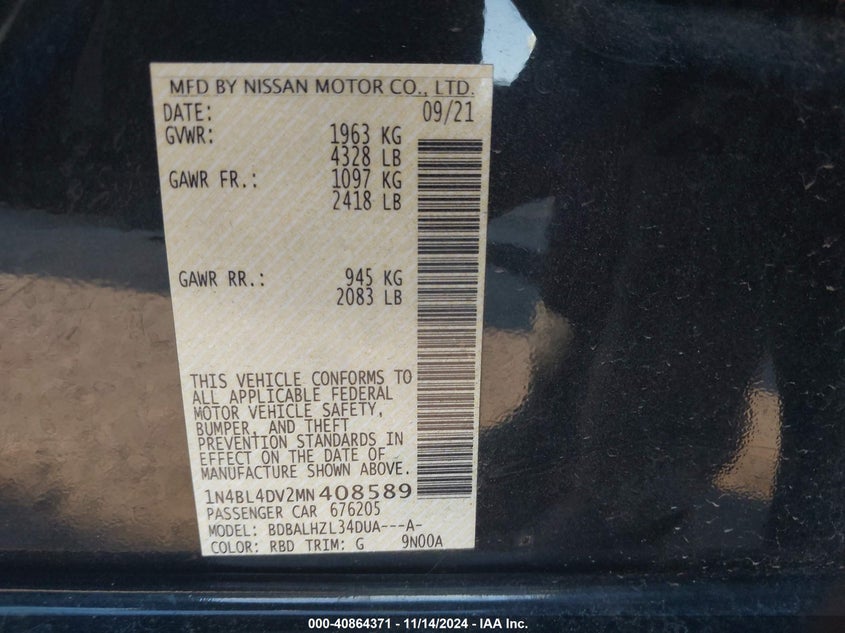 MFD BY NISSAN MOTOR CO., LTD.
DATE: 09/21
GVWR: 1963 KG
4328 LB
GAWR FR.: 1097 KG
2418 LB
GAWR RR.: 945 KG
2083 LB
THIS VEHICLE CONFORMS TO
ALL APPLICABLE FEDERAL
MOTOR VEHICLE SAFETY,
BUMPER, AND THEFT
PREVENTION STANDARDS IN
EFFECT ON THE DATE OF
MANUFACTURE SHOWN ABOVE.
1N4BL4DV2MN408589
PASSENGER CAR 676205
MODEL: BDBALHZL34DUA---A-
COLOR: RBD TRIM: G 9N00A
000-40864371 - 11/14/2024 - IAA Inc.